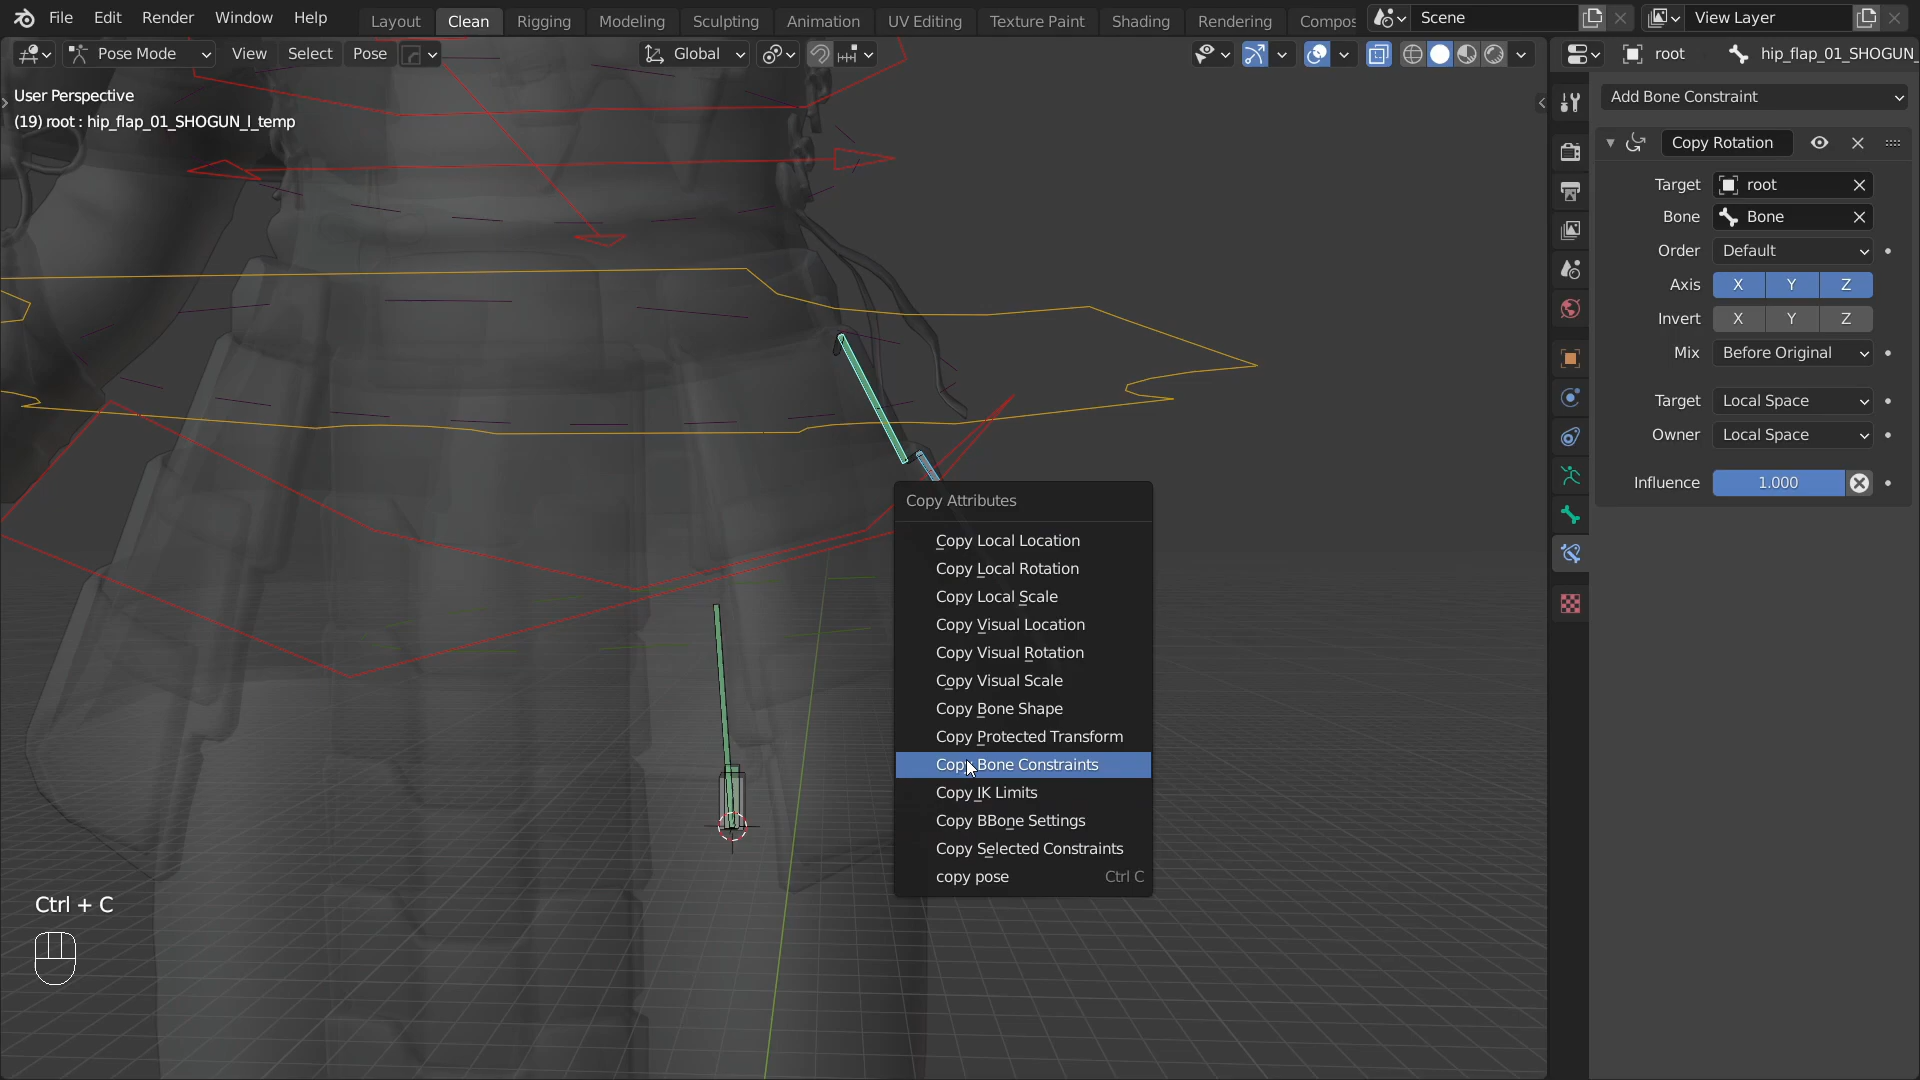 File Edit Render Window Help
Layout Clean Rigging Modeling Sculpting Animation UV Editing Texture Paint Shading Rendering Compos
Scene
View Layer
Pose Mode View Select Pose
Global
root hip_flap_01_SHOGUN_
User Perspective
(19) root : hip_flap_01_SHOGUN_l_temp
Add Bone Constraint
Copy Rotation
Target root
Bone Bone
Order Default
Axis X Y Z
Invert X Y Z
Mix Before Original
Target Local Space
Owner Local Space
Influence 1.000
Copy Attributes
Copy Local Location
Copy Local Rotation
Copy Local Scale
Copy Visual Location
Copy Visual Rotation
Copy Visual Scale
Copy Bone Shape
Copy Protected Transform
Copy Bone Constraints
Copy IK Limits
Copy BBone Settings
Copy Selected Constraints
copy pose Ctrl C
Ctrl + C